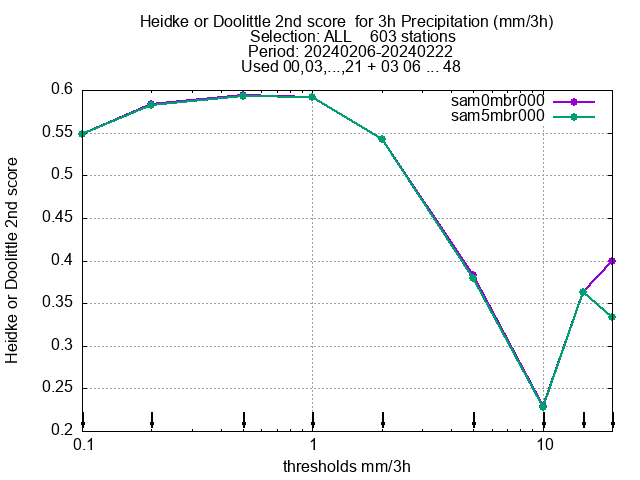 Heidke or Doolittle 2nd score  for 3h Precipitation (mm/3h)
Selection: ALL    603 stations
Period: 20240206-20240222
Used 00,03,...,21 + 03 06 ... 48
sam0mbr000
sam5mbr000
0.6
0.55
0.5
0.45
0.4
0.35
0.3
0.25
0.2
Heidke or Doolittle 2nd score
0.1 1 10
thresholds mm/3h